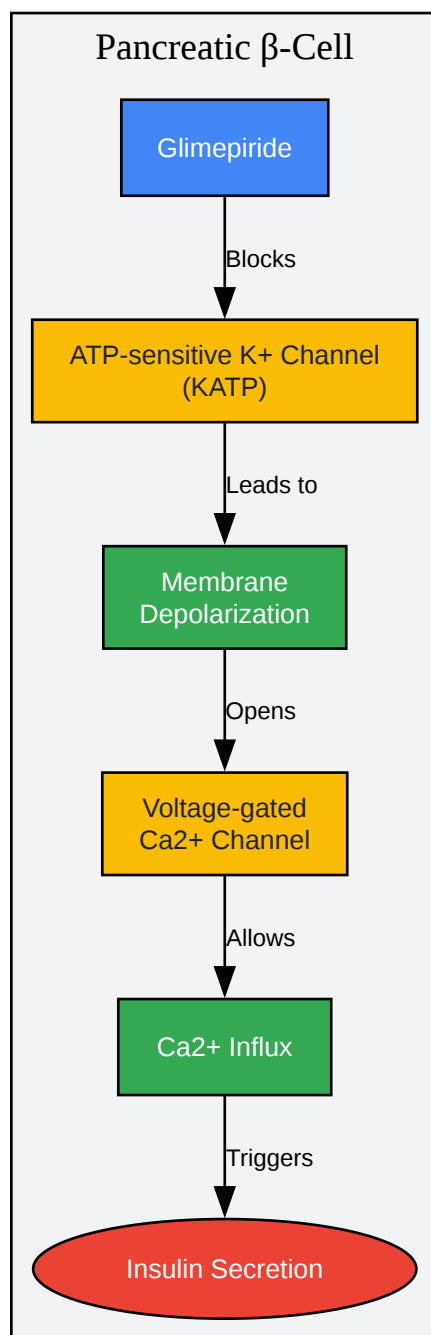 Pancreatic β-Cell
Glimepiride
Blocks
ATP-sensitive K+ Channel
(KATP)
Leads to
Membrane
Depolarization
Opens
Voltage-gated
Ca2+ Channel
Allows
Ca2+ Influx
Triggers
Insulin Secretion